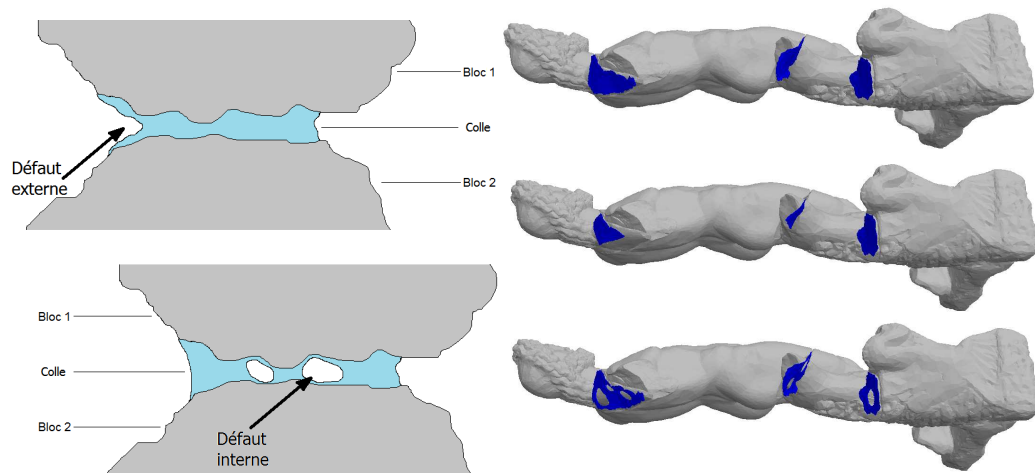 Bloc 1
Colle
Défaut
externe
Bloc 2
Bloc 1
Colle
Bloc 2
Défaut
interne